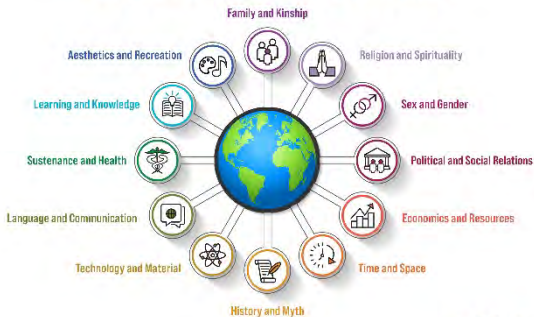 Family and Kinship
Aesthetics and Recreation
Religion and Spirituality
Learning and Knowledge
Sex and Gender
Sustenance and Health
Political and Social Relations
Language and Communication
Economics and Resources
Technology and Material
Time and Space
History and Myth